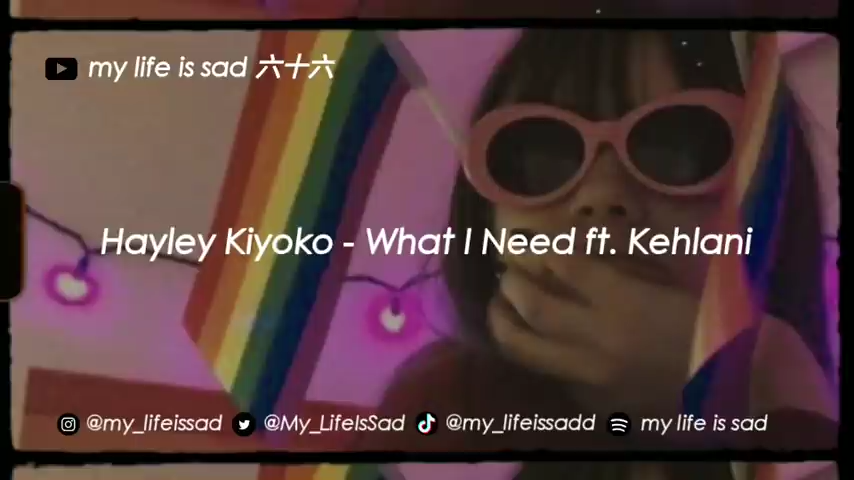 my life is sad 六十六
Hayley Kiyoko - What I Need ft. Kehlani
@my_lifeissad @My_LifeIsSad @my_lifeissadd my life is sad